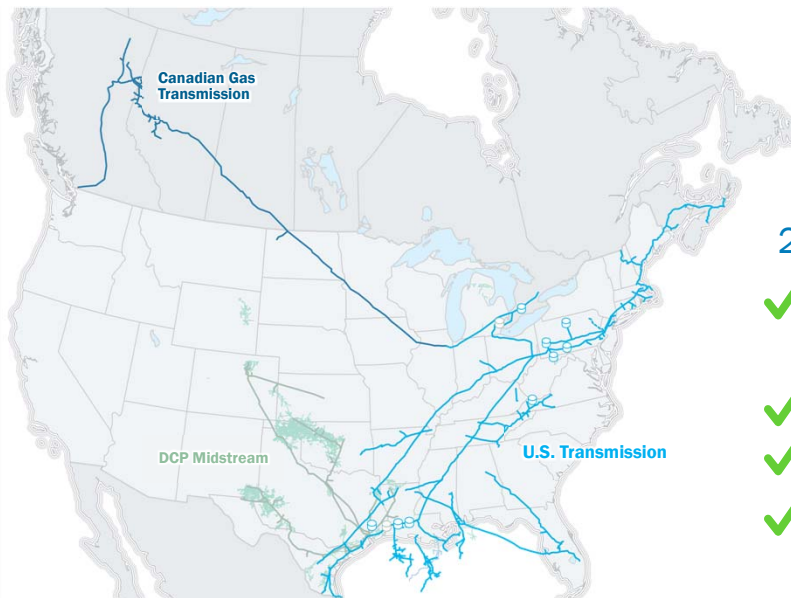 Canadian Gas
Transmission
2
DCP Midstream
U.S. Transmission